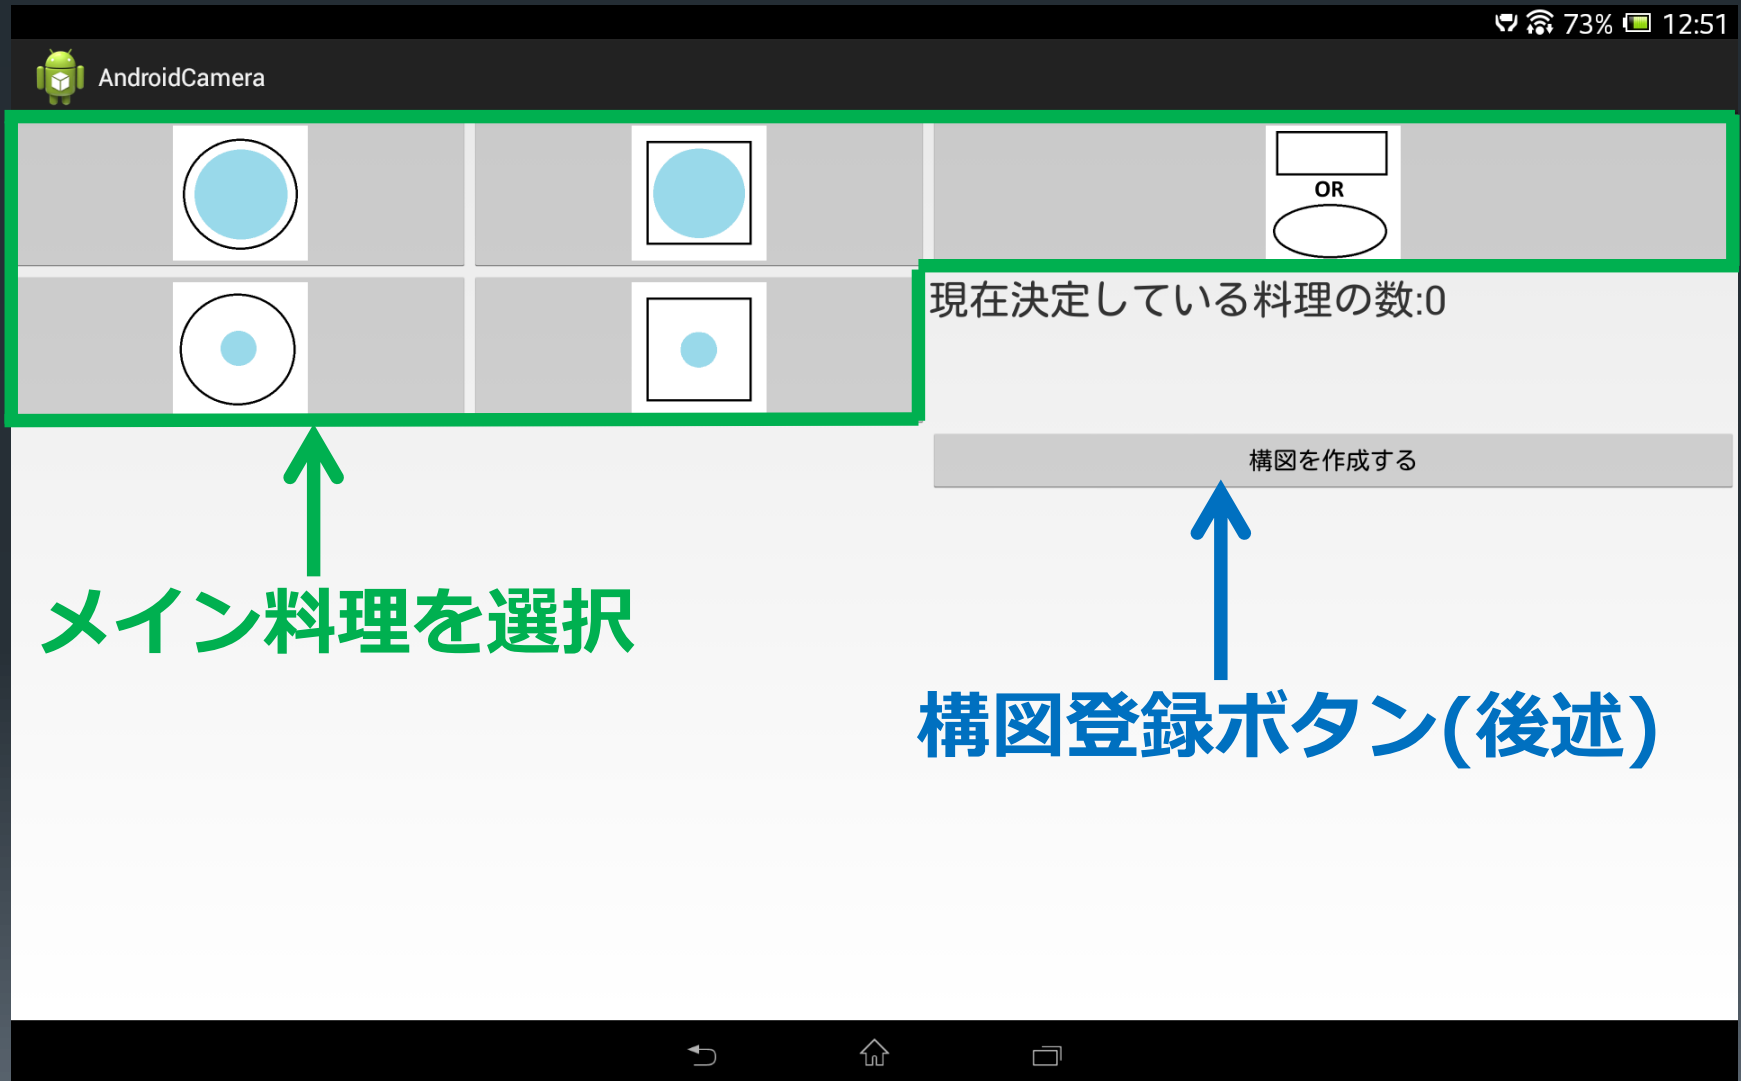 73% 12:51
AndroidCamera
OR
現在決定している料理の数:0
構図を作成する
メイン料理を選択
構図登録ボタン(後述)